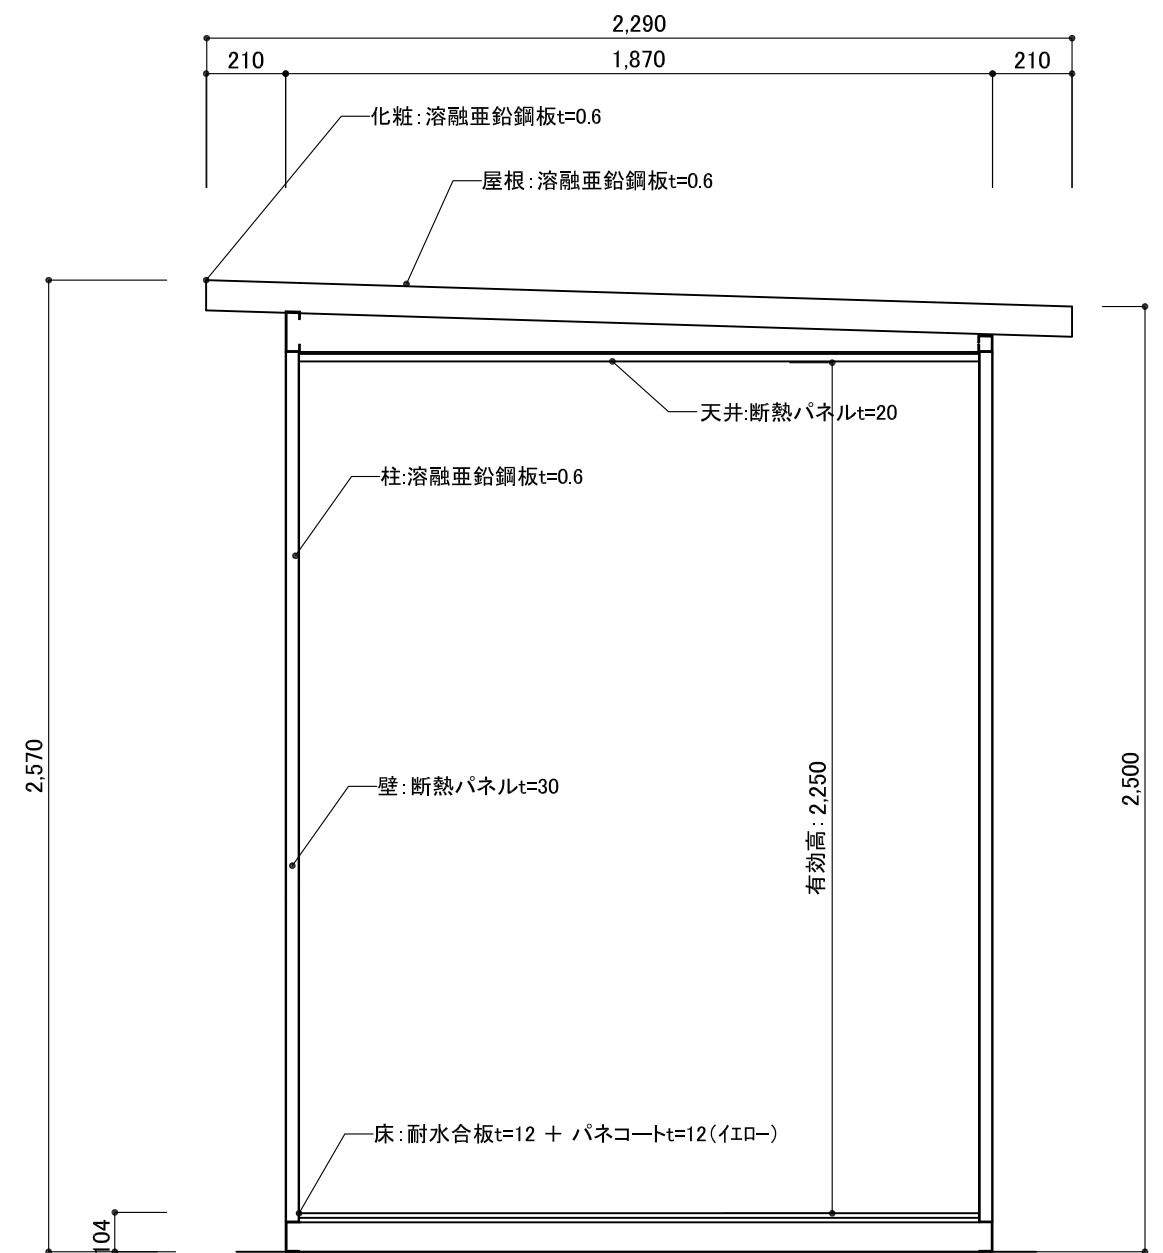 2,290
210
1,870
210
化粧:溶融亜鉛鋼板t=0.6
屋根:溶融亜鉛鋼板t=0.6
天井:断熱パネルt=20
柱:溶融亜鉛鋼板t=0.6
2,570
壁:断熱パネルt=30
有効高:2,250
2,500
床:耐水合板t=12 + パネコートt=12(イエロー)
104